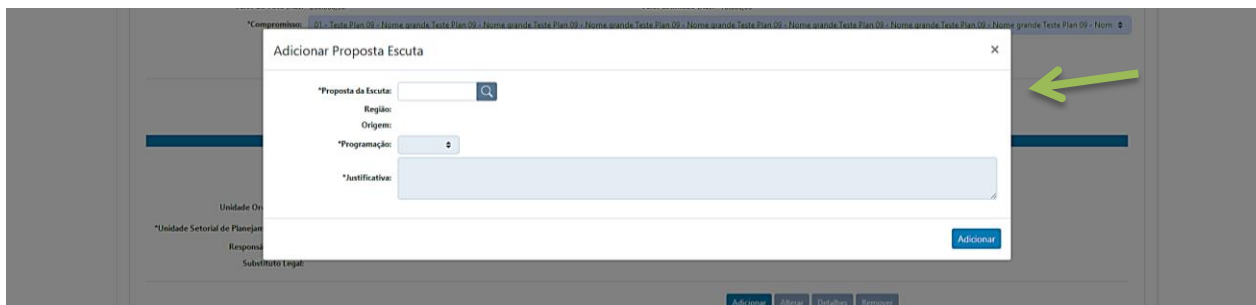 *Compromisso: 01 - Teste Plan 09 - Nome grande Teste Plan 09 - Nome grande Teste Plan 09 - Nome grande Teste Plan 09 - Nome grande Teste Plan 09 - Nome grande Teste Plan 09 - Nome grande Teste Plan 09 - Nom
Adicionar Proposta Escuta ×
*Proposta da Escuta:
Região:
Origem:
*Programação:
*Justificativa:
Unidade Or
*Unidade Setorial de Planejam
Responsá
Adicionar
Substituto Legal:
Adicionar Alterar Detalhes Remover